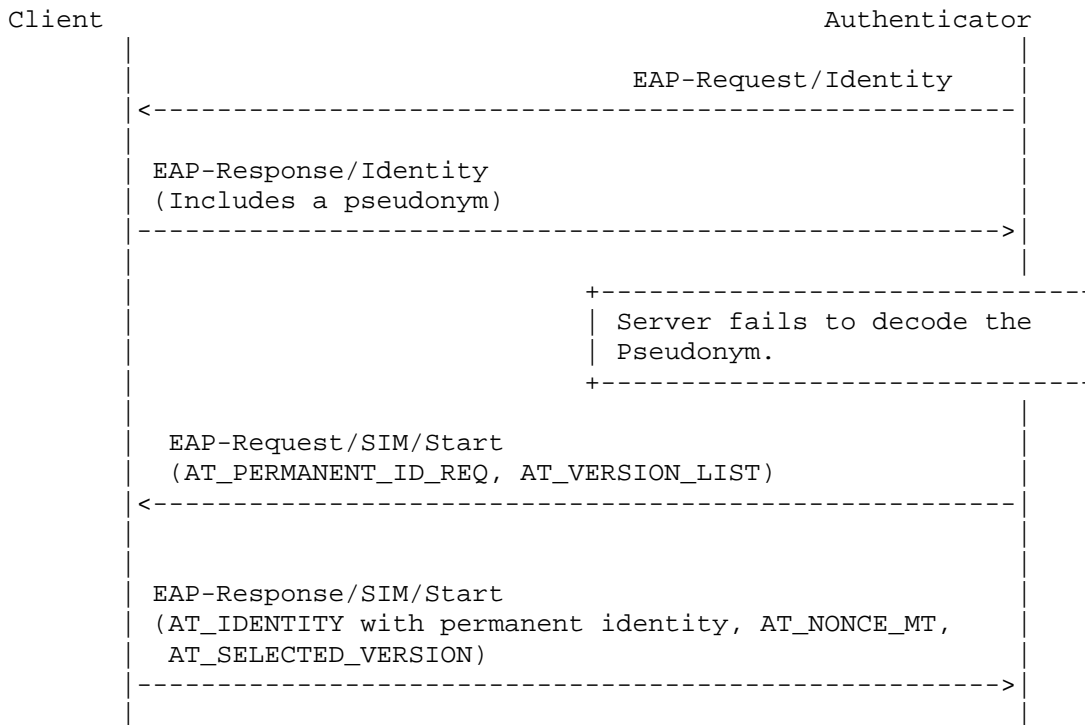 Client Authenticator
EAP-Request/Identity
EAP-Response/Identity
(Includes a pseudonym)
Server fails to decode the
Pseudonym.
EAP-Request/SIM/Start
(AT_PERMANENT_ID_REQ, AT_VERSION_LIST)
EAP-Response/SIM/Start
(AT_IDENTITY with permanent identity, AT_NONCE_MT,
AT_SELECTED_VERSION)